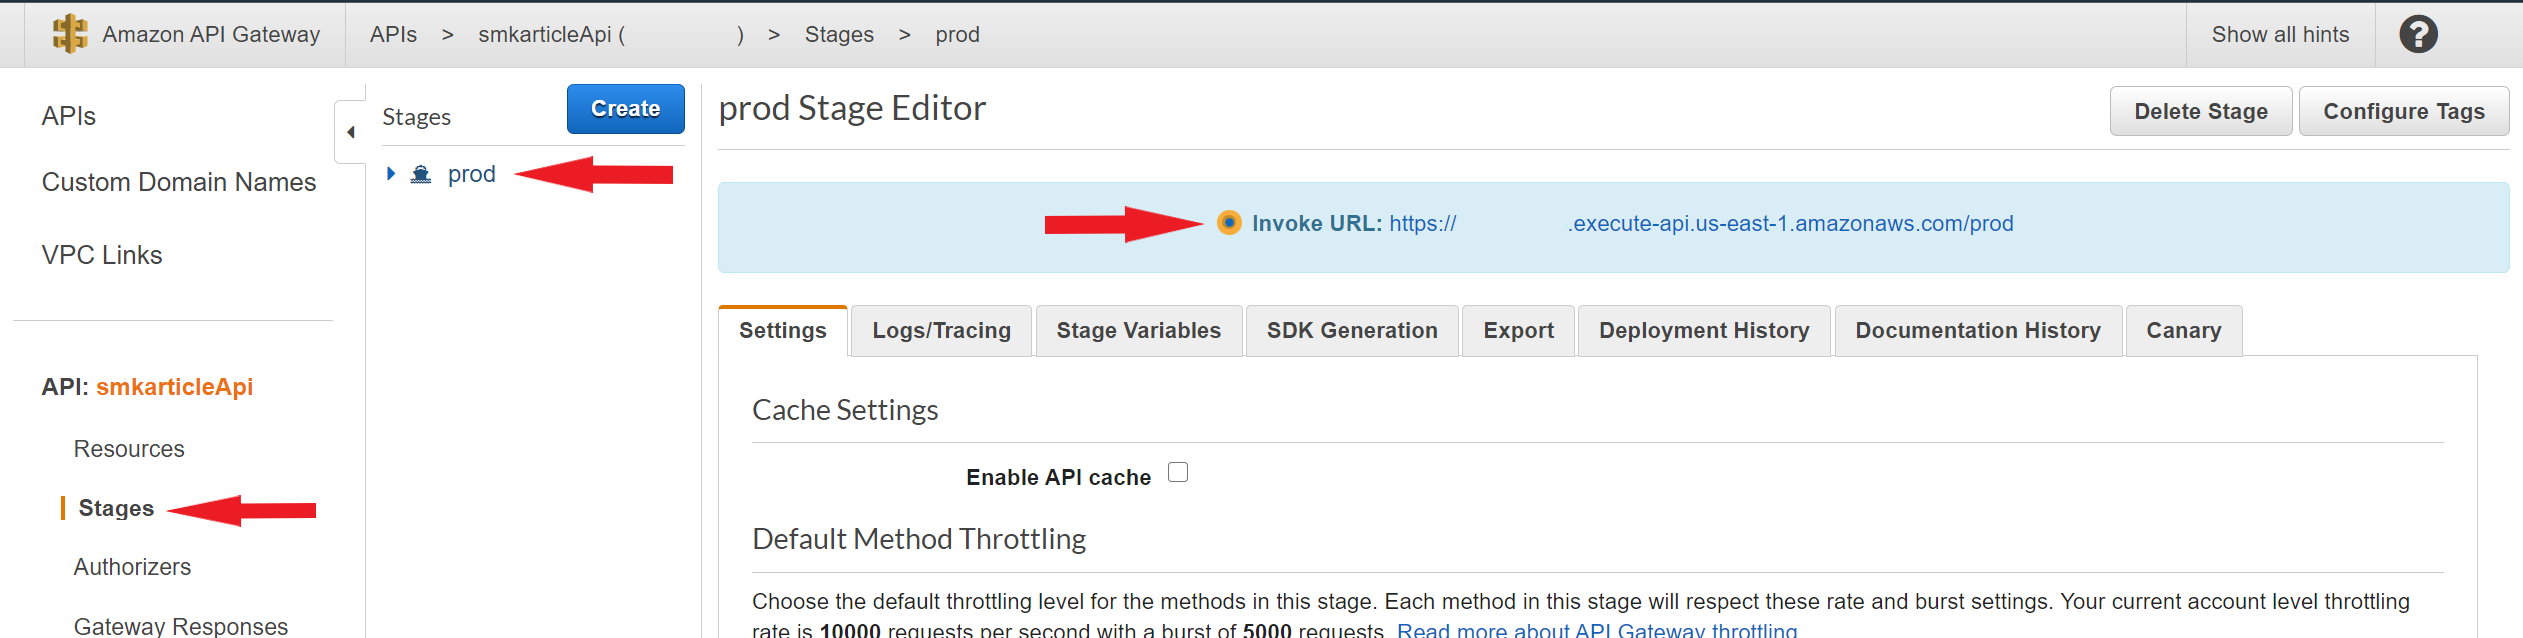 Amazon API Gateway APIs > smkarticleApi ( ) > Stages > prod Show all hints ?
APIs
Custom Domain Names
VPC Links
API: smkarticleApi
Resources
Stages
Authorizers
Gateway Responses
Stages Create
prod
prod Stage Editor Delete Stage Configure Tags
Invoke URL: https:// .execute-api.us-east-1.amazonaws.com/prod
Settings Logs/Tracing Stage Variables SDK Generation Export Deployment History Documentation History Canary
Cache Settings
Enable API cache
Default Method Throttling
Choose the default throttling level for the methods in this stage. Each method in this stage will respect these rate and burst settings. Your current account level throttling
rate is 10000 requests per second with a burst of 5000 requests. Read more about API Gateway throttling